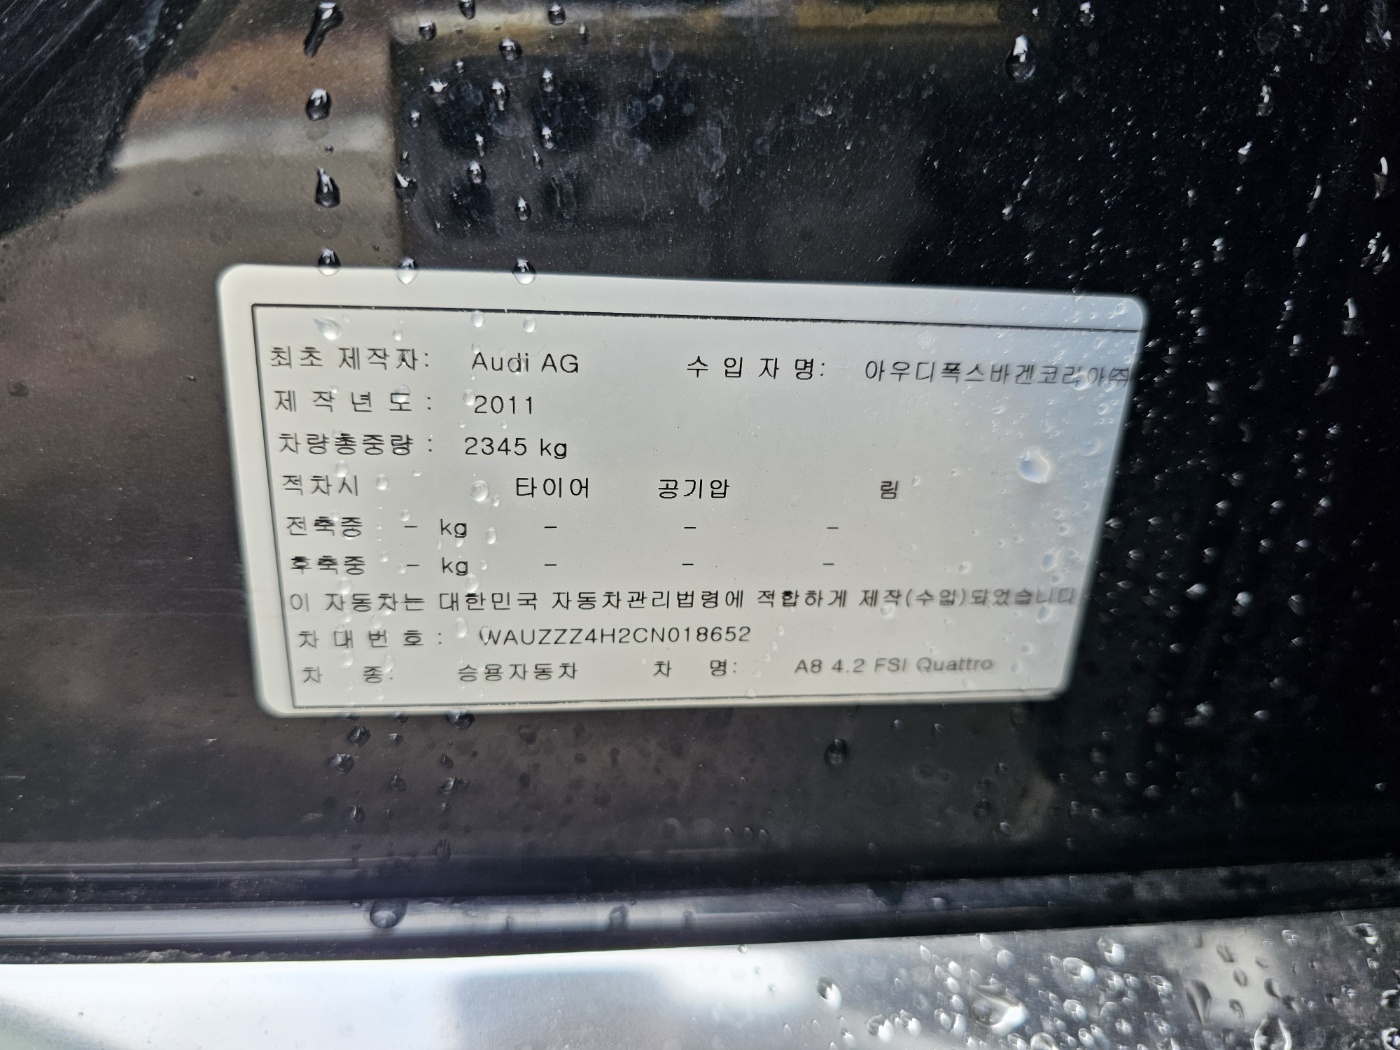 최초 제작자: Audi AG 수 입 자 명: 아우디폭스바겐코리아㈜
제 작 년 도 : 2011
차량총중량 : 2345 kg
적차시 타이어 공기압 림
전축중 - kg - - -
후축중 - kg - - -
이 자동차는 대한민국 자동차관리법령에 적합하게 제작(수입)되었습니다
차 대 번 호 : WAUZZZ4H2CN018652
차 종: 승용자동차 차 명: A8 4.2 FSI Quattro